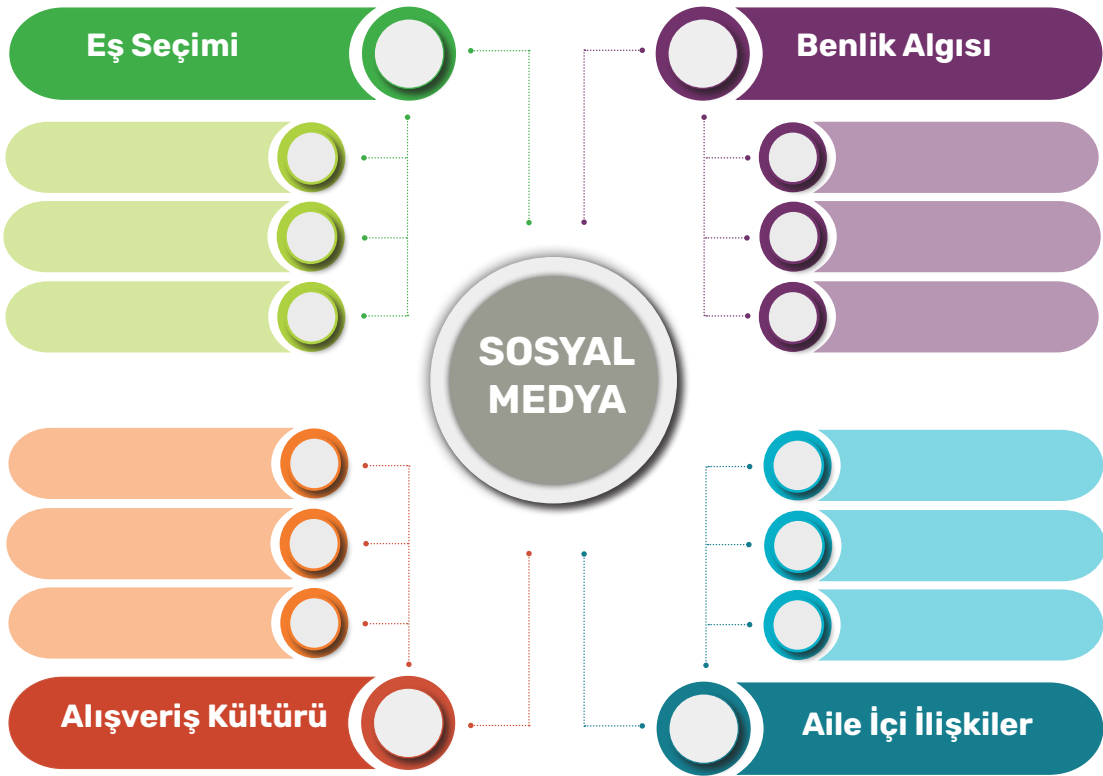 Eş Seçimi
Benlik Algısı
SOSYAL
MEDYA
Alışveriş Kültürü
Aile İçi İlişkiler